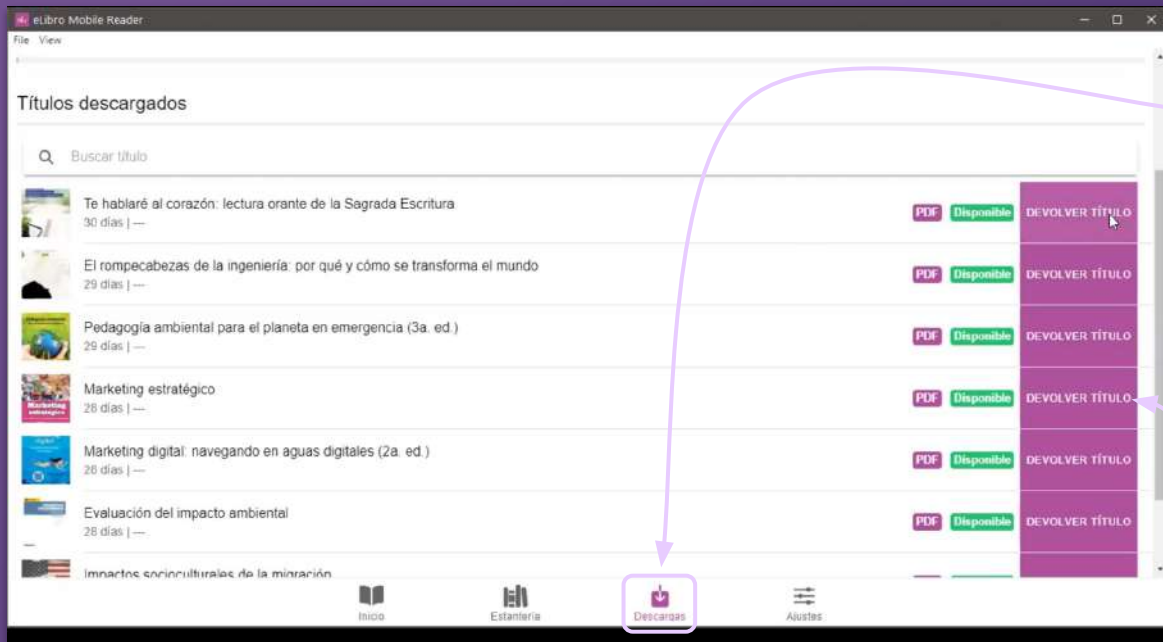 eLibro Mobile Reader
File View
Títulos descargados
Buscar título
Te hablaré al corazón: lectura orante de la Sagrada Escritura
30 días | ---
PDF Disponible DEVOLVER TÍTULO
El rompecabezas de la ingeniería: por qué y cómo se transforma el mundo
29 días | ---
PDF Disponible DEVOLVER TÍTULO
Pedagogía ambiental para el planeta en emergencia (3a. ed.)
29 días | ---
PDF Disponible DEVOLVER TÍTULO
Marketing estratégico
28 días | ---
PDF Disponible DEVOLVER TÍTULO
Marketing digital: navegando en aguas digitales (2a. ed.)
28 días | ---
PDF Disponible DEVOLVER TÍTULO
Evaluación del impacto ambiental
28 días | ---
PDF Disponible DEVOLVER TÍTULO
Impactos socioculturales de la migración
Inicio Estantería Descargas Ajustes